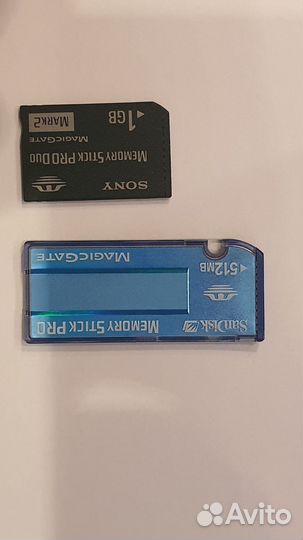 SONY
MEMORY STICK PRO DUO
MAGICGATE
MARK2
1GB
SanDisk
MEMORY STICK PRO
512MB
MAGICGATE
Avito